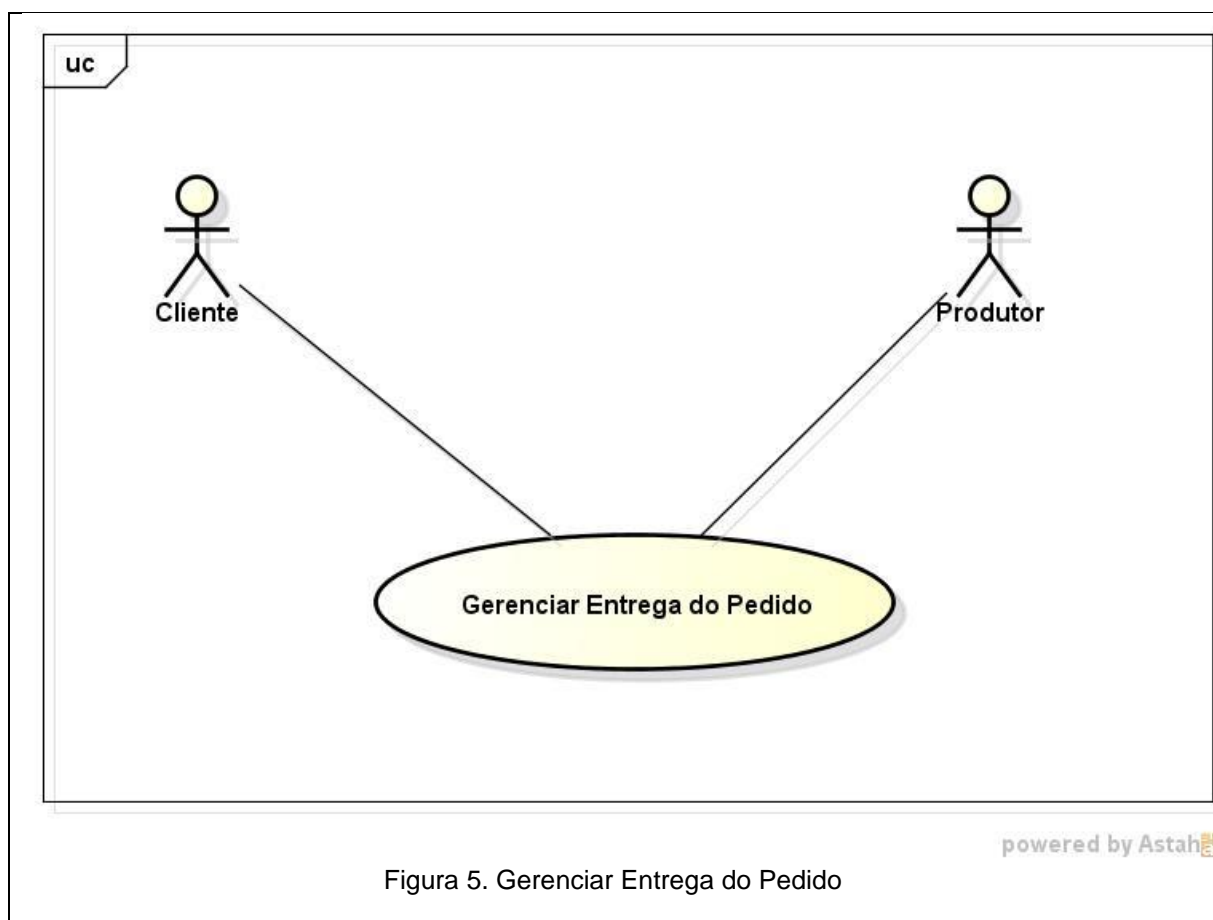 uc
Cliente
Produtor
Gerenciar Entrega do Pedido
powered by Astah
Figura 5. Gerenciar Entrega do Pedido